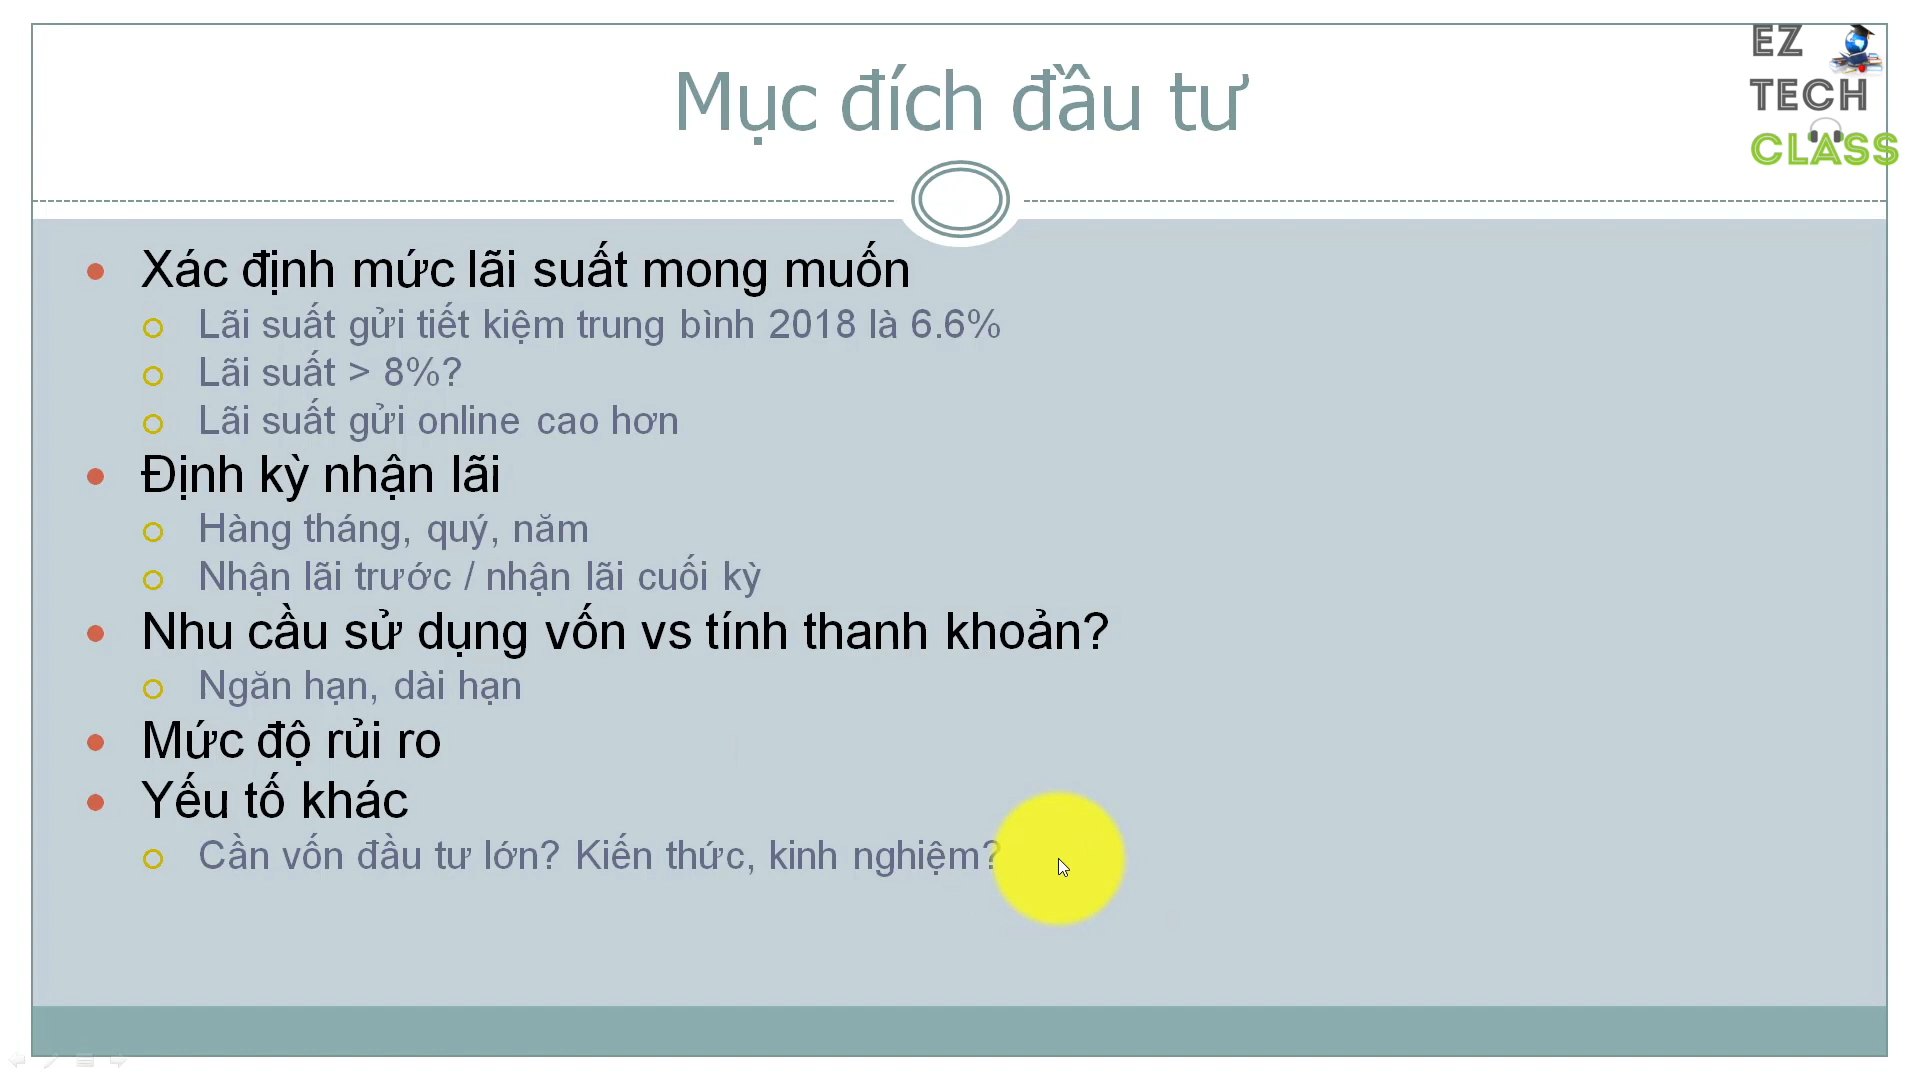 Mục đích đầu tư
EZ
TECH
CLASS
Xác định mức lãi suất mong muốn
Lãi suất gửi tiết kiệm trung bình 2018 là 6.6%
Lãi suất > 8%?
Lãi suất gửi online cao hơn
Định kỳ nhận lãi
Hàng tháng, quý, năm
Nhận lãi trước / nhận lãi cuối kỳ
Nhu cầu sử dụng vốn vs tính thanh khoản?
Ngăn hạn, dài hạn
Mức độ rủi ro
Yếu tố khác
Cần vốn đầu tư lớn? Kiến thức, kinh nghiệm?